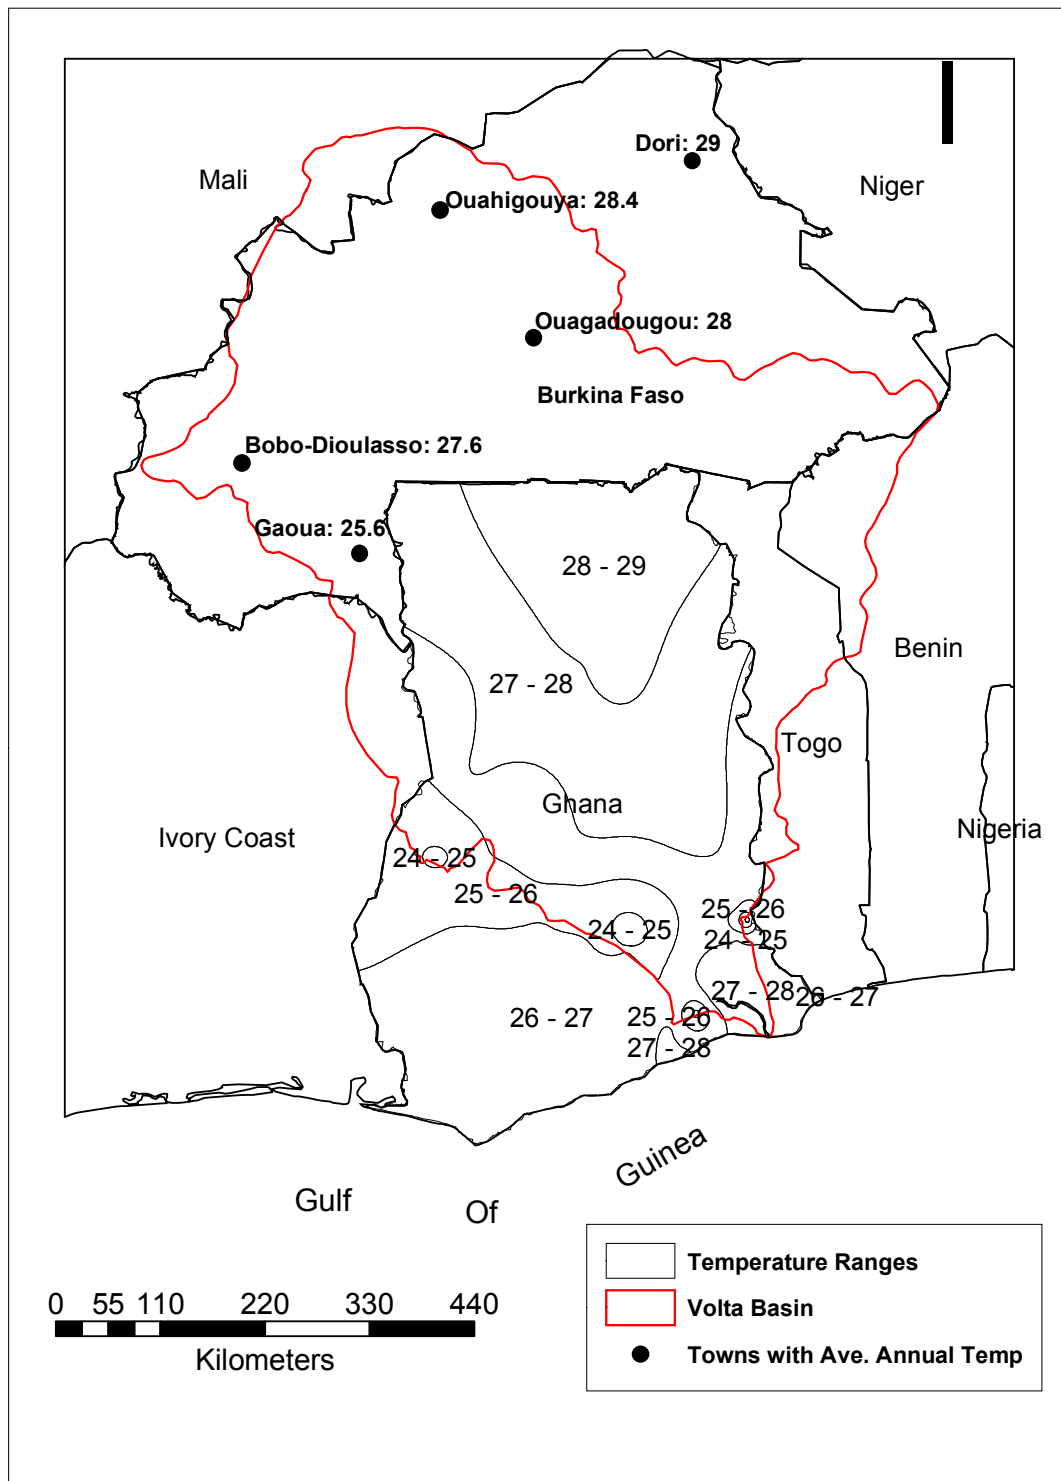 Dori: 29
Mali
Niger
Ouahigouya: 28.4
Ouagadougou: 28
Burkina Faso
Bobo-Dioulasso: 27.6
Gaoua: 25.6
28 - 29
Benin
27 - 28
Togo
Ghana
Ivory Coast
Nigeria
24 - 25
25 - 26
25 - 26
24 - 25
24 - 25
27 - 28
26 - 27
26 - 27
25 - 26
27 - 28
Guinea
Gulf
Of
Temperature Ranges
Volta Basin
Towns with Ave. Annual Temp
0 55 110 220 330 440
Kilometers